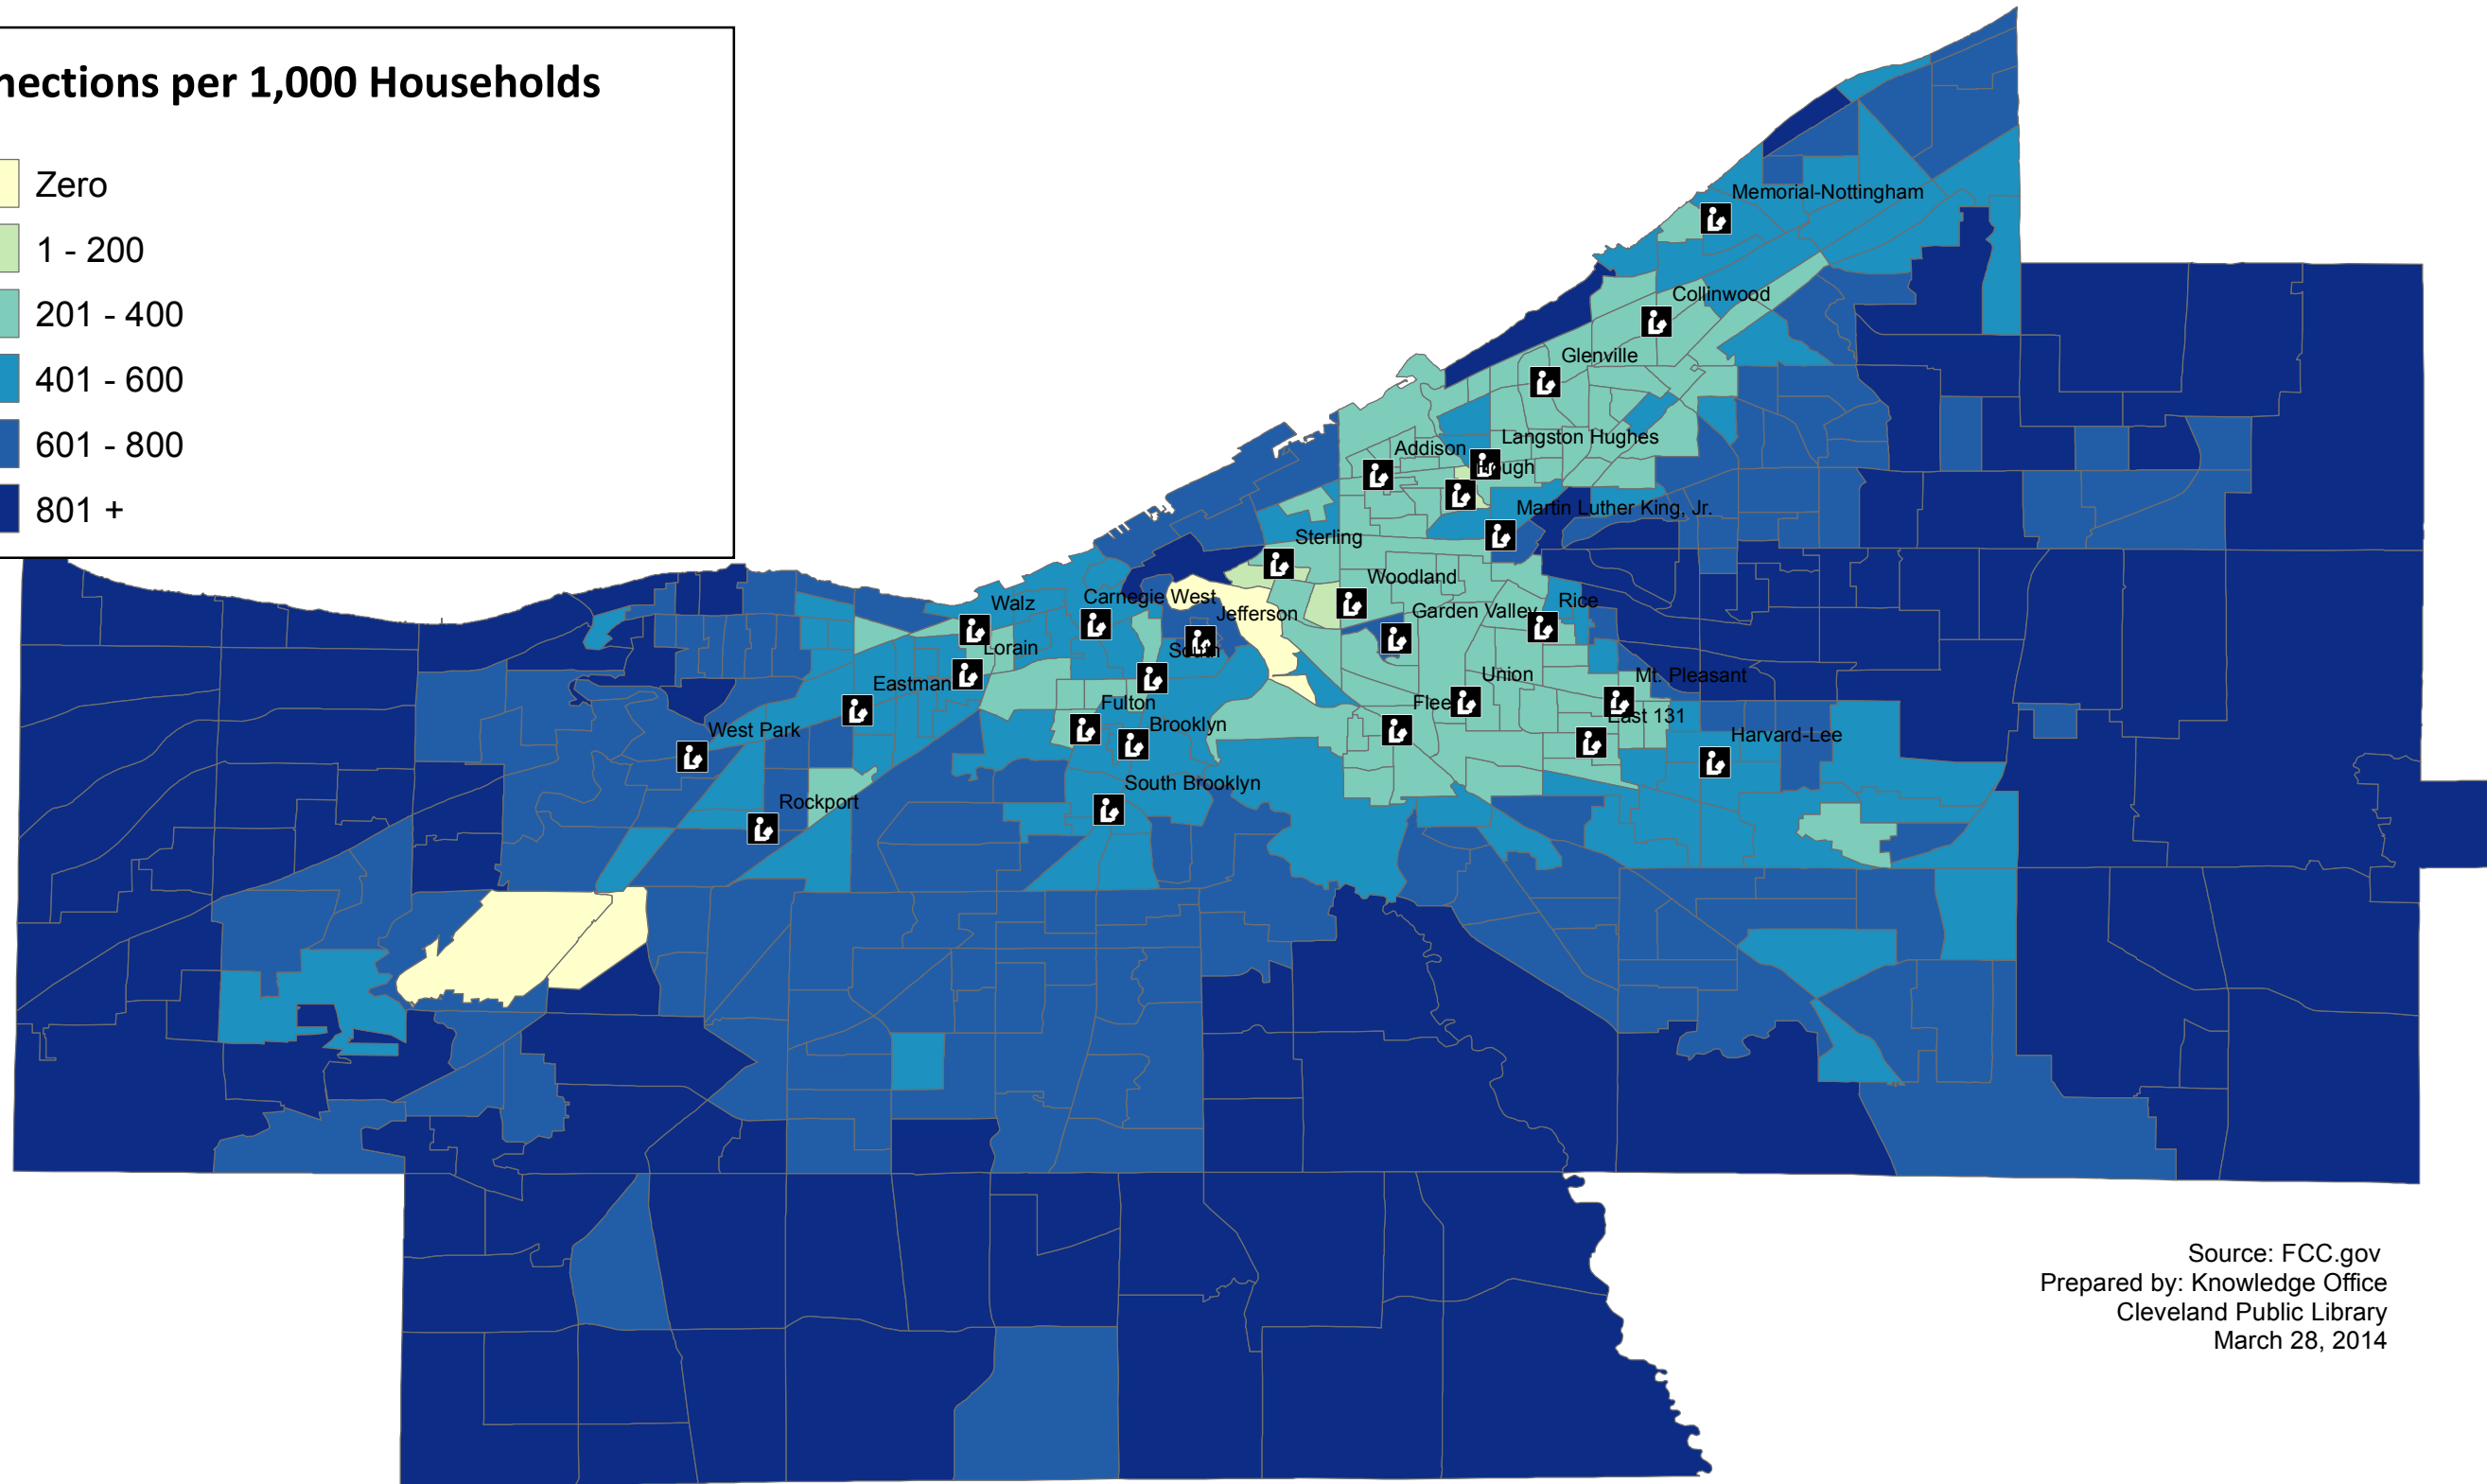 nections per 1,000 Households
Zero
1 - 200
201 - 400
401 - 600
601 - 800
801 +
Memorial-Nottingham
Collinwood
Glenville
Langston Hughes
Addison
Hough
Martin Luther King, Jr.
Sterling
Woodland
Walz
Carnegie West
Rice
Jefferson
Garden Valley
Lorain
South
Union
Mt. Pleasant
Eastman
Fulton
Flee
East 131
Brooklyn
West Park
Harvard-Lee
South Brooklyn
Rockport
Source: FCC.gov
Prepared by: Knowledge Office
Cleveland Public Library
March 28, 2014